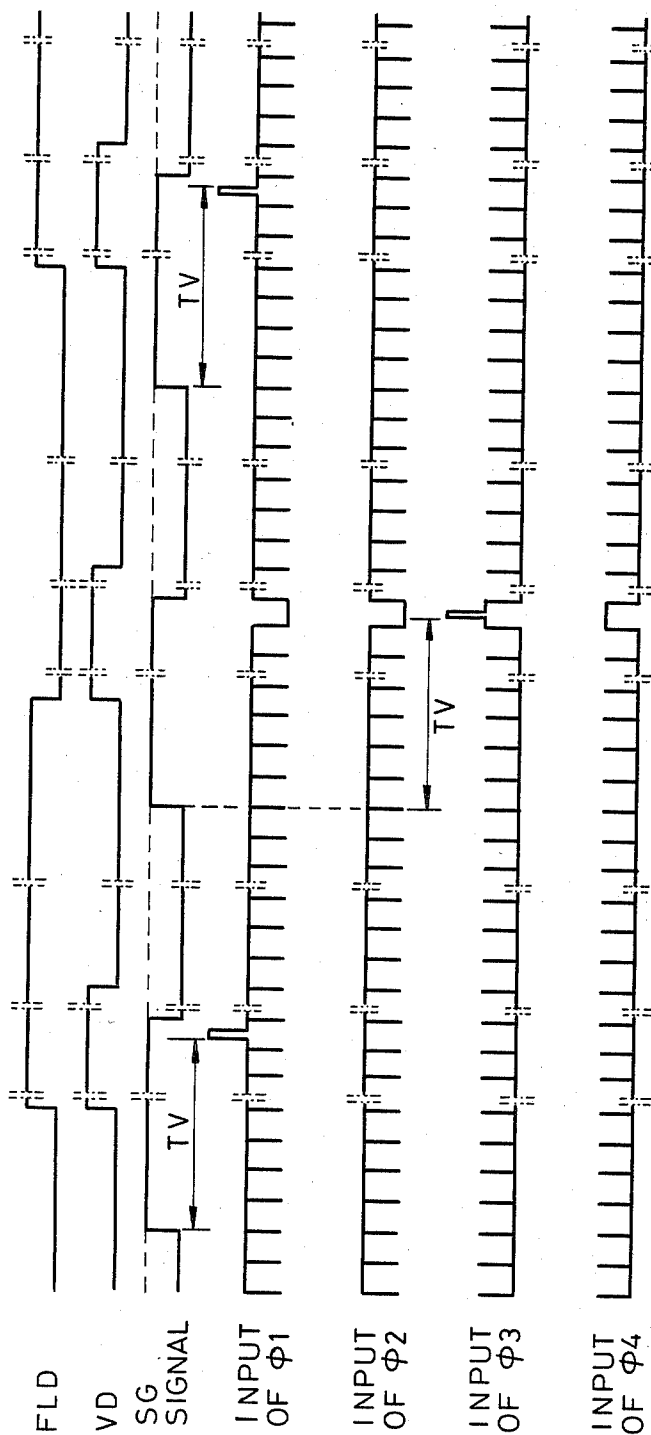 FLD
VD
SG
SIGNAL
TV
TV
TV
INPUT
OF φ1
INPUT
OF φ2
INPUT
OF φ3
INPUT
OF φ4